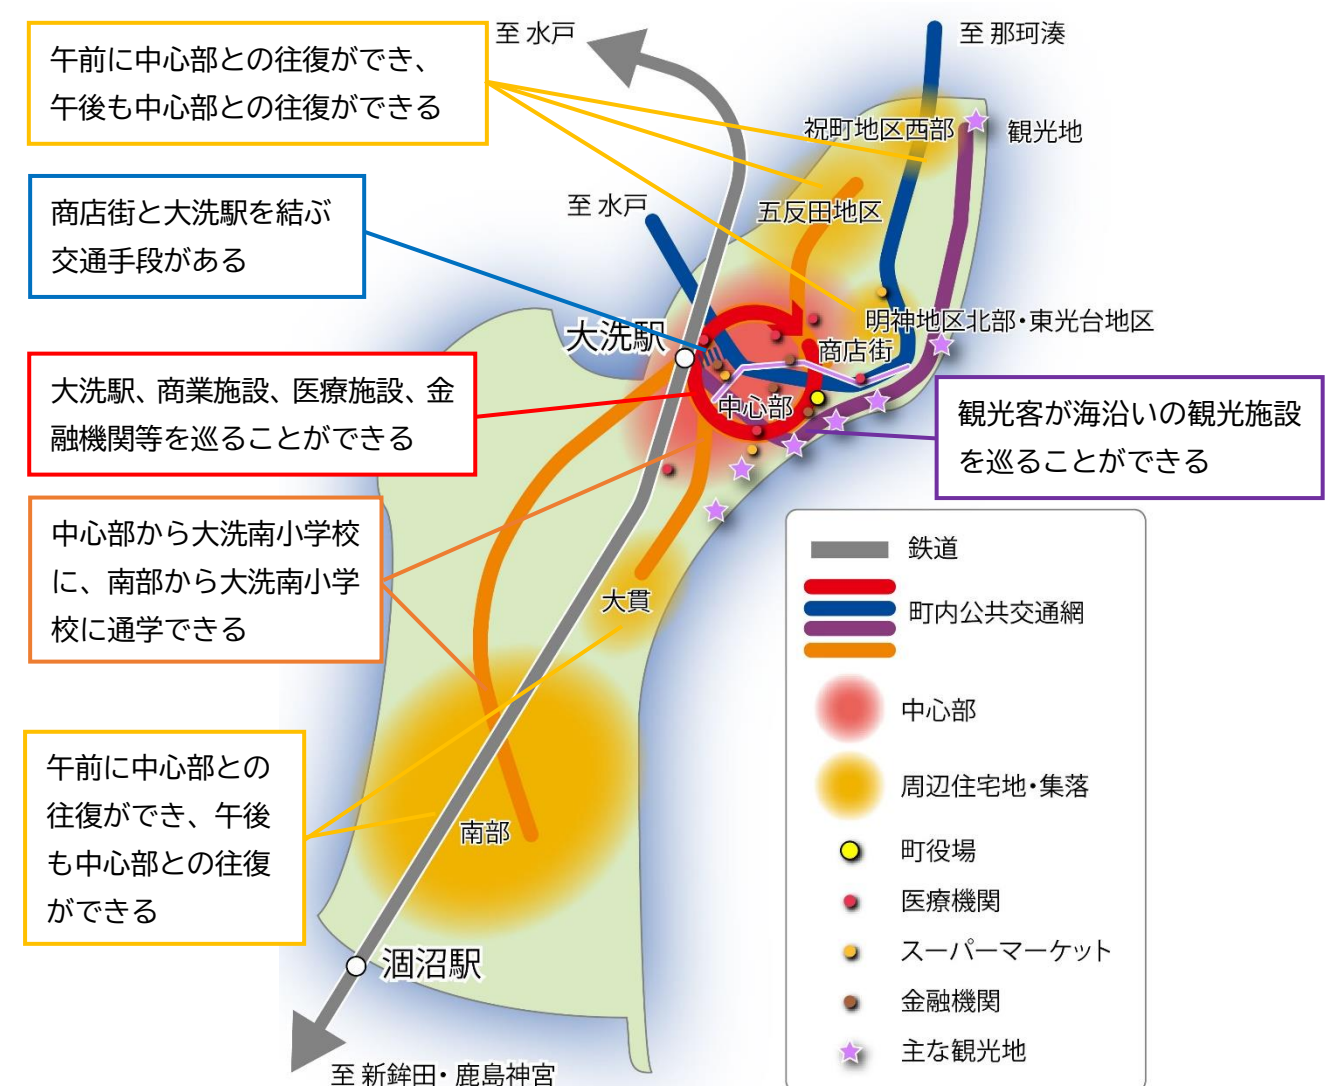 午前に中心部との往復ができ、
午後も中心部との往復ができる
至 水戸
至 那珂湊
祝町地区西部
観光地
商店街と大洗駅を結ぶ
交通手段がある
至 水戸
五反田地区
大洗駅
明神地区北部・東光台地区
商店街
大洗駅、商業施設、医療施設、金
融機関等を巡ることができる
中心部
観光客が海沿いの観光施設
を巡ることができる
中心部から大洗南小学校
に、南部から大洗南小学
校に通学できる
大貫
午前に中心部との
往復ができ、午後
も中心部との往復
ができる
南部
涸沼駅
至 新鉾田・鹿島神宮
鉄道
町内公共交通網
中心部
周辺住宅地・集落
町役場
医療機関
スーパーマーケット
金融機関
主な観光地